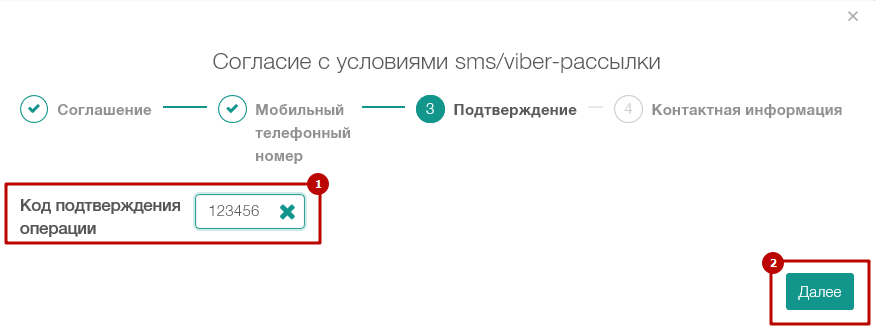 Согласие с условиями sms/viber-рассылки
Соглашение
Мобильный
телефонный
номер
3 Подтверждение
4 Контактная информация
1
Код подтверждения
операции
123456
2
Далее